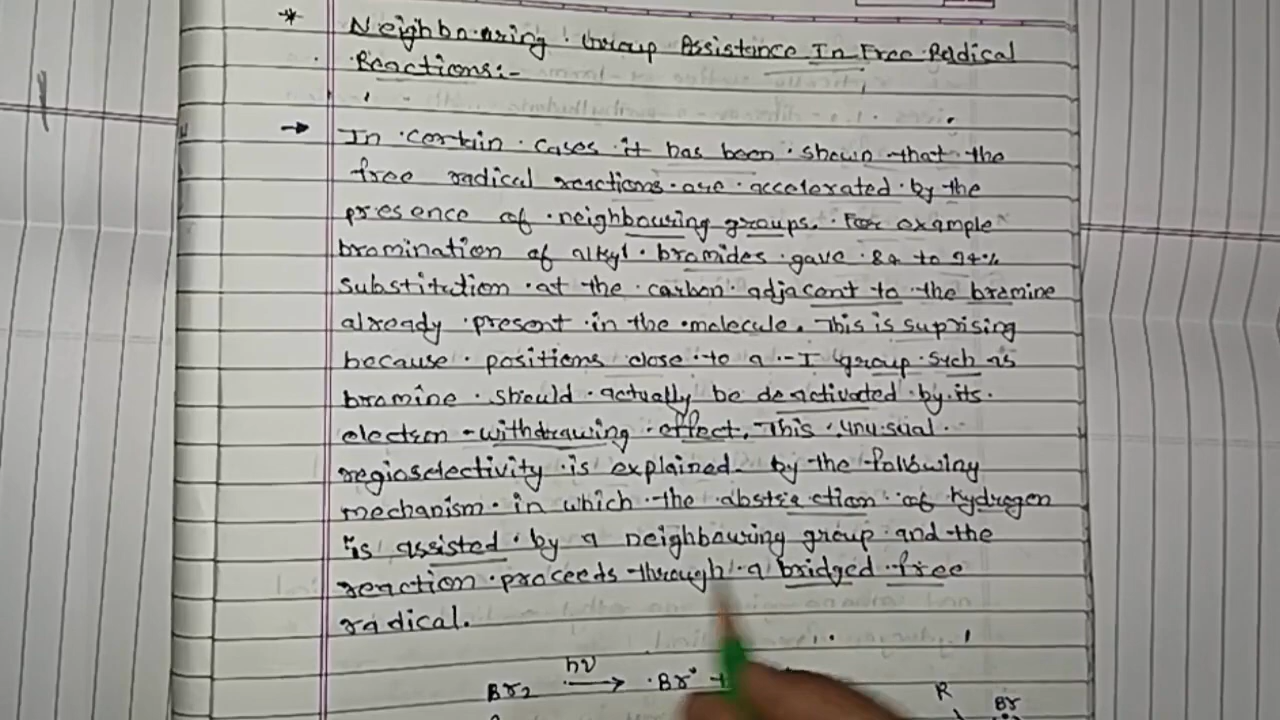 * Neighbouring Group Assistance In Free Radical
Reactions:-
→ In certain cases it has been shown that the
free radical reactions are accelerated by the
presence of neighbouring groups. For example
bromination of alkyl bromides gave 84 to 94%
substitution at the carbon adjacent to the bromine
already present in the molecule. This is suprising
because positions close to a -I group such as
bromine should actually be deactivated by its
electron-withdrawing effect. This unusual
regioselectivity is explained by the following
mechanism in which the abstraction of hydrogen
is assisted by a neighbouring group and the
reaction proceeds through a bridged free
radical.
hν
Br2 → Br• +
R Br